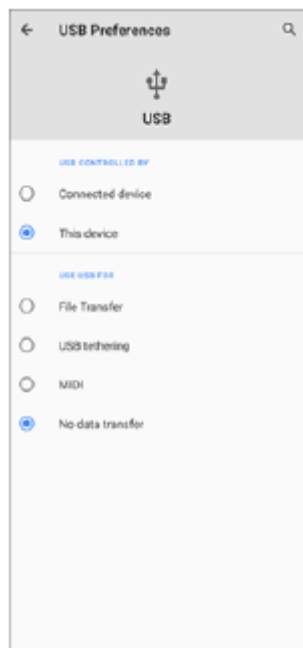 USB Preferences
USB
USB CONTROLLED BY
Connected device
This device
USE USB FOR
File Transfer
USB tethering
MIDI
No data transfer